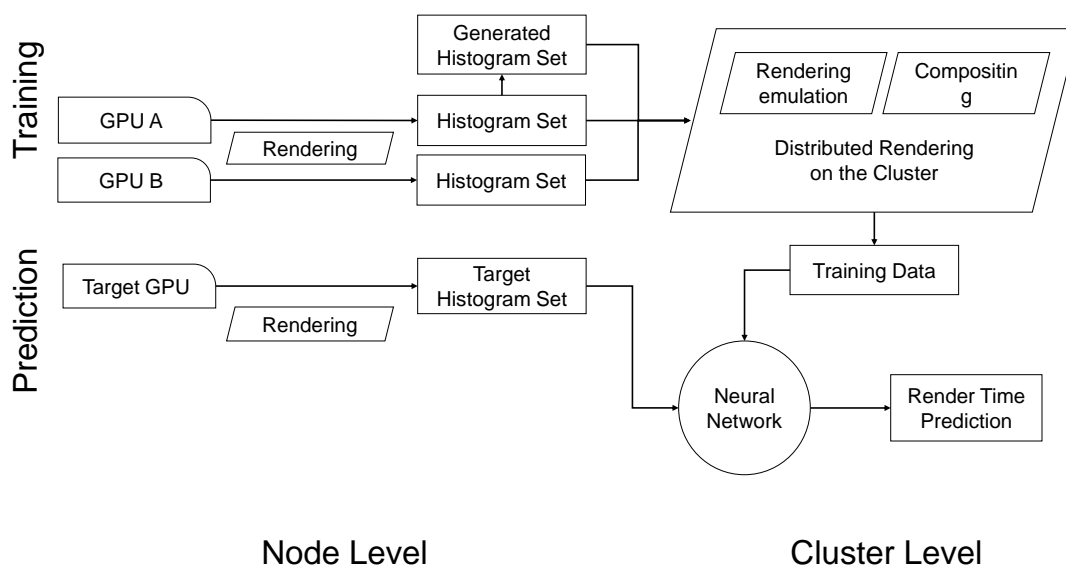 Training
Generated
Histogram Set
Rendering
emulation
Compositin
g
GPU A
Histogram Set
Rendering
Distributed Rendering
on the Cluster
GPU B
Histogram Set
Prediction
Target GPU
Target
Histogram Set
Training Data
Rendering
Neural
Network
Render Time
Prediction
Node Level
Cluster Level